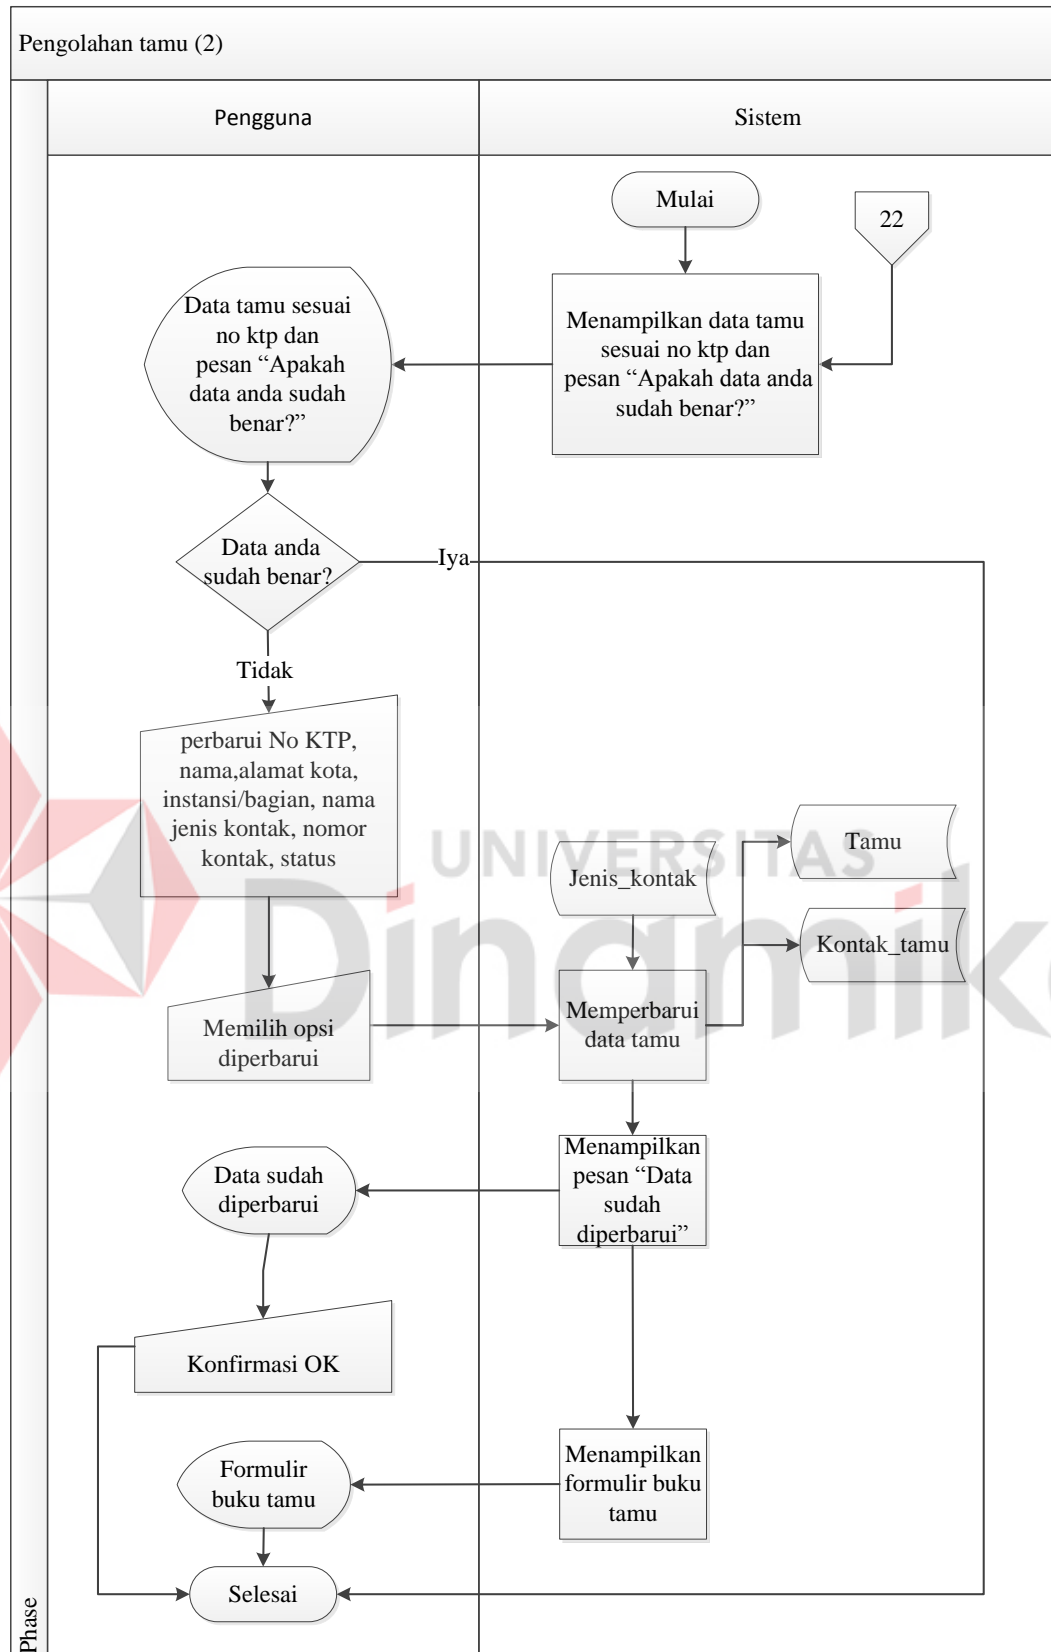 Pengolahan tamu (2)
Pengguna
Sistem
Mulai
22
Menampilkan data tamu
sesuai no ktp dan
pesan “Apakah data anda
sudah benar?”
Data tamu sesuai
no ktp dan
pesan “Apakah
data anda sudah
benar?”
Data anda
sudah benar?
Iya
Tidak
perbarui No KTP,
nama,alamat kota,
instansi/bagian, nama
jenis kontak, nomor
kontak, status
UNIVERSITAS
Dinamik
Jenis_kontak
Tamu
Kontak_tamu
Memilih opsi
diperbarui
Memperbarui
data tamu
Menampilkan
pesan “Data
sudah
diperbarui”
Data sudah
diperbarui
Konfirmasi OK
Menampilkan
formulir buku
tamu
Formulir
buku tamu
Selesai
Phase